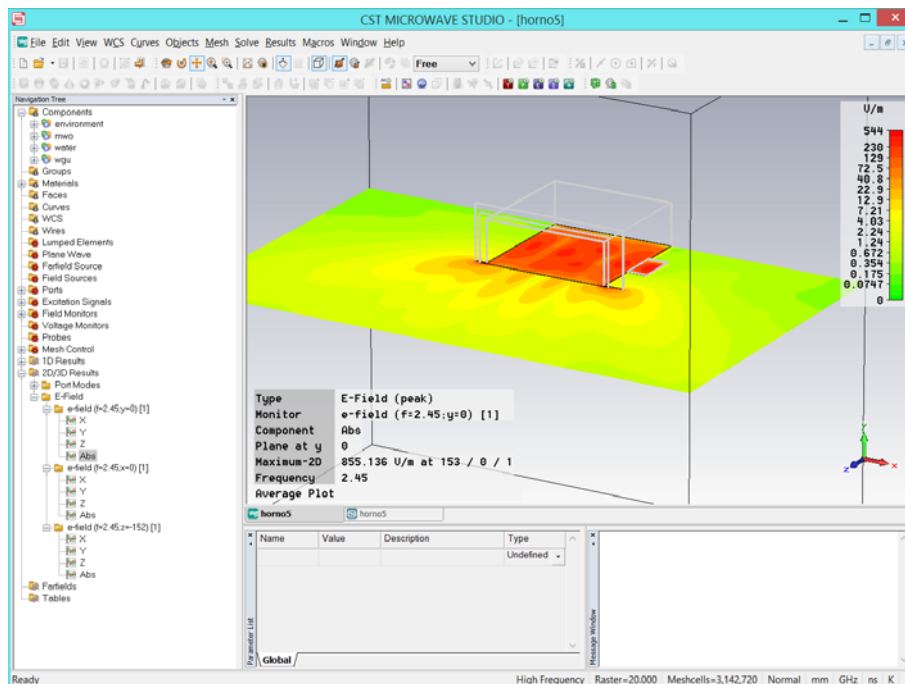 CST MICROWAVE STUDIO - [horno5]
File Edit View WCS Curves Objects Mesh Solve Results Macros Window Help
Free
Navigation Tree
Components
environment
mwo
water
wgu
Groups
Materials
Faces
Curves
WCS
Wires
Lumped Elements
Plane Wave
Farfield Source
Field Sources
Ports
Excitation Signals
Field Monitors
Voltage Monitors
Probes
Mesh Control
1D Results
2D/3D Results
Port Modes
E-Field
e-field (f=2.45;y=0) [1]
X
Y
Z
Abs
e-field (f=2.45;x=0) [1]
X
Y
Z
Abs
e-field (f=2.45;z=-152) [1]
X
Y
Z
Abs
Farfields
Tables
V/m
544
230
129
72.5
40.8
22.9
12.9
7.21
4.03
2.24
1.24
0.672
0.354
0.175
0.0747
0
Type E-Field (peak)
Monitor e-field (f=2.45;y=0) [1]
Component Abs
Plane at y 0
Maximum-2D 855.136 V/m at 153 / 0 / 1
Frequency 2.45
Average Plot
y
x
z
horno5 horno5
Name Value Description Type
Undefined
Parameter List
Global
Message Window
Ready High Frequency Raster=20.000 Meshcells=3,142,720 Normal mm GHz ns K